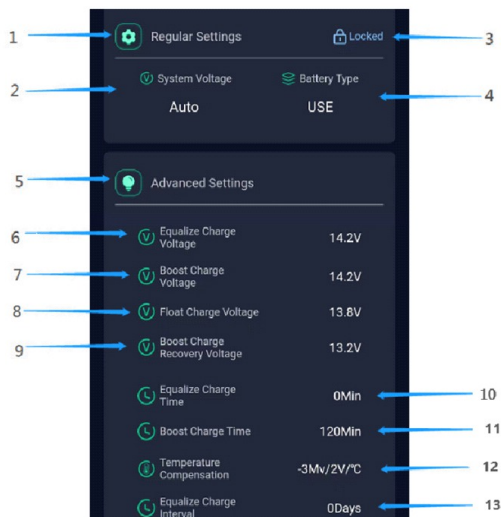 1 Regular Settings Locked 3
2 System Voltage Battery Type 4
Auto USE
5 Advanced Settings
6 Equalize Charge
Voltage 14.2V
7 Boost Charge
Voltage 14.2V
8 Float Charge Voltage 13.8V
9 Boost Charge
Recovery Voltage 13.2V
Equalize Charge
Time 0Min 10
Boost Charge Time 120Min 11
Temperature
Compensation -3Mv/2V/°C 12
Equalize Charge
Interval 0Days 13